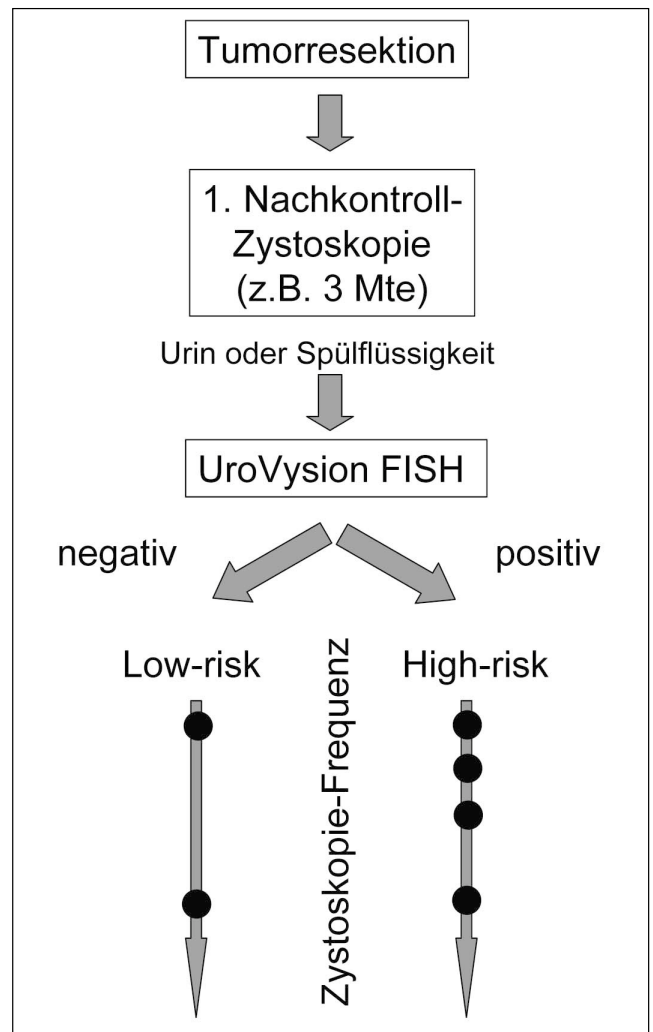 Tumorresektion
1. Nachkontroll-
Zystoskopie
(z.B. 3 Mte)
Urin oder Spülflüssigkeit
UroVysion FISH
negativ
positiv
Low-risk
High-risk
Zystoskopie-Frequenz